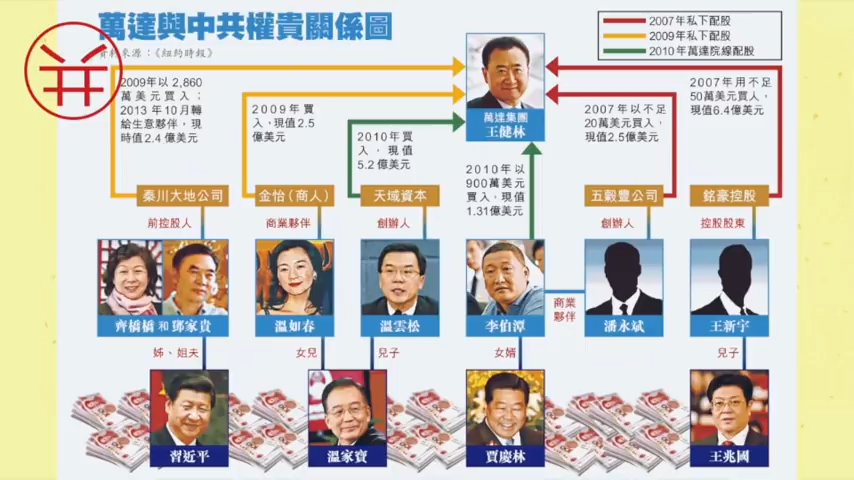 萬達與中共權貴關係圖
資料來源：《紐約時報》
2007年私下配股
2009年私下配股
2010年萬達院線配股
2009年以2,860
萬美元買入；
2013年10月轉
給生意夥伴，現
時值2.4億美元
2009年買
入，現值2.5
億美元
2010年買
入，現值
5.2億美元
萬達集團
王健林
2010年以
900萬美元
買入，現值
1.31億美元
2007年以不足
20萬美元買入，
現值2.5億美元
2007年用不足
50萬美元買人，
現值6.4億美元
秦川大地公司
金怡（商人）
天域資本
五穀豐公司
銘豪控股
前控股人
商業夥伴
創辦人
創辦人
控股股東
齊橋橋和鄧家貴
溫如春
溫雲松
李伯潭
商業
夥伴
潘永斌
王新宇
姊、姐夫
女兒
兒子
女婿
兒子
習近平
溫家寶
賈慶林
王兆國